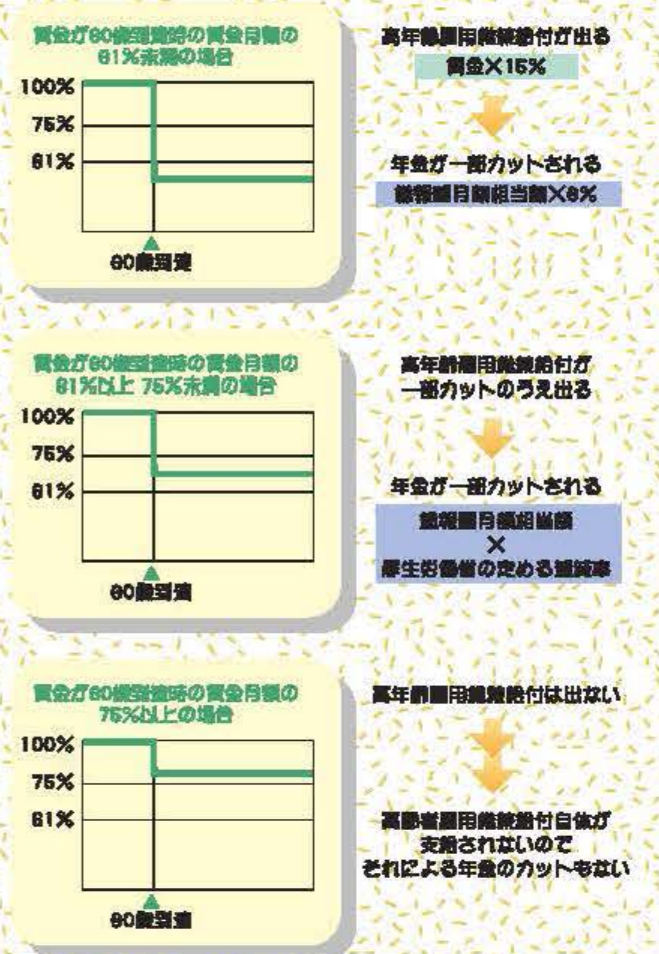 賃金が60歳到達時の賃金月額の
61%未満の場合
100%
75%
61%
60歳到達
高年齢雇用継続給付が出る
賃金×15%
年金が一部カットされる
総報酬月額相当額×6%
賃金が60歳到達時の賃金月額の
61%以上 75%未満の場合
100%
75%
61%
60歳到達
高年齢雇用継続給付が
一部カットのうえ出る
年金が一部カットされる
総報酬月額相当額
×
厚生労働省の定める逓減率
賃金が60歳到達時の賃金月額の
75%以上の場合
100%
75%
61%
60歳到達
高年齢雇用継続給付は出ない
高齢者雇用継続給付自体が
支給されないので
それによる年金のカットもない